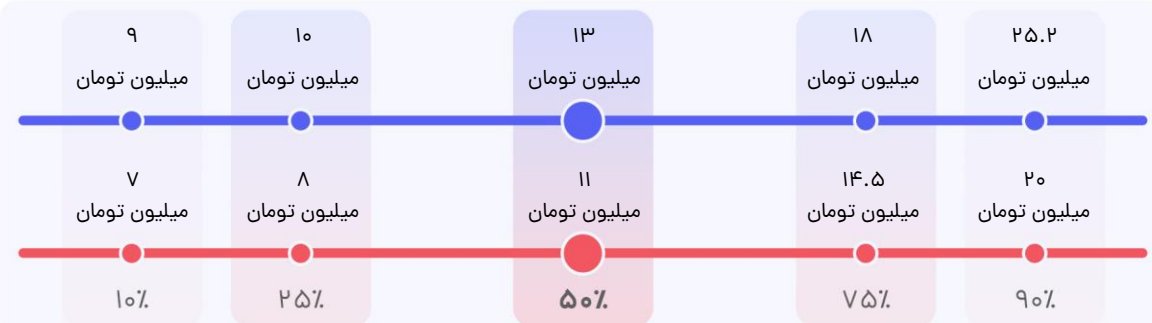 ۹ ۱۰ ۱۳ ۱۸ ۲۵.۲
میلیون تومان میلیون تومان میلیون تومان میلیون تومان میلیون تومان
۷ ۸ ۱۱ ۱۴.۵ ۲۰
میلیون تومان میلیون تومان میلیون تومان میلیون تومان میلیون تومان
۱۰٪ ۲۵٪ ۵۰٪ ۷۵٪ ۹۰٪